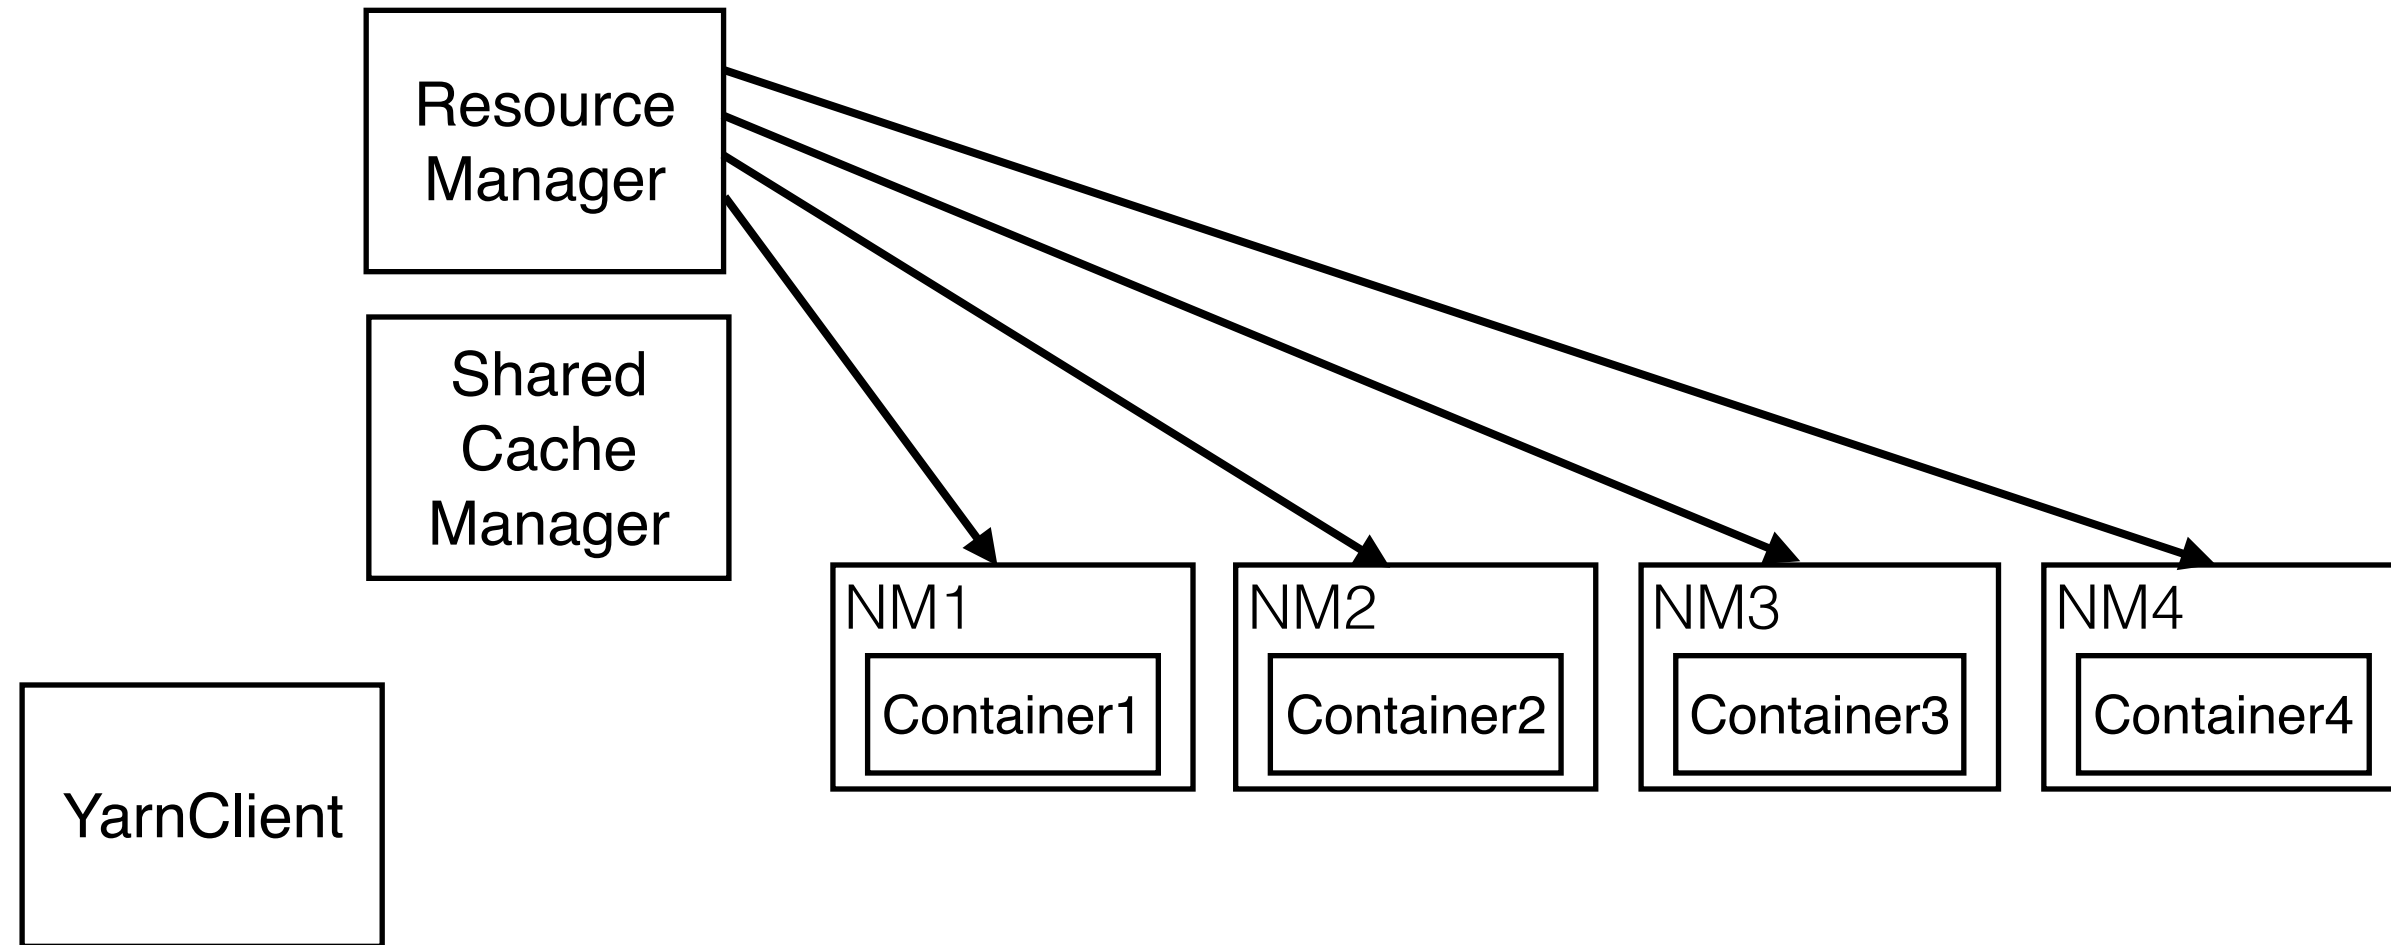 Resource
Manager
Shared
Cache
Manager
NM1
NM2
NM3
NM4
Container1
Container2
Container3
Container4
YarnClient